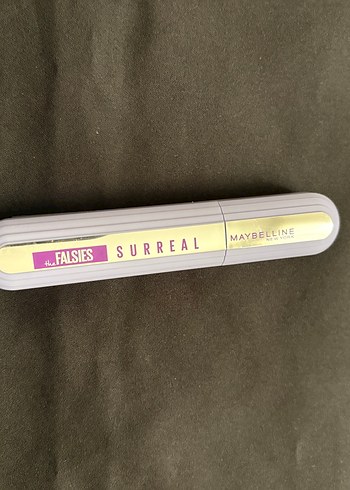 the FALSIES SURREAL
MAYBELLINE
NEW YORK